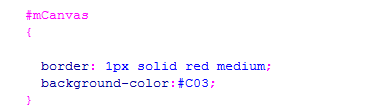 #mCanvas
{
border: 1px solid red medium;
background-color:#C03;
}